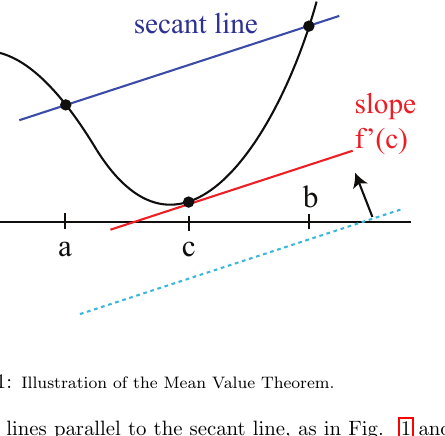 secant line
slope
f'(c)
b
a
c
1: Illustration of the Mean Value Theorem.
lines parallel to the secant line, as in Fig. 1 and